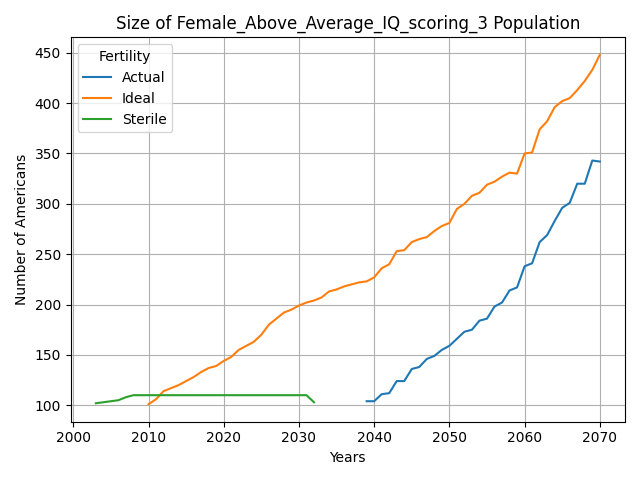 Size of Female_Above_Average_IQ_scoring_3 Population
Fertility
Actual
Ideal
Sterile
Number of Americans
450
400
350
300
250
200
150
100
2000 2010 2020 2030 2040 2050 2060 2070
Years